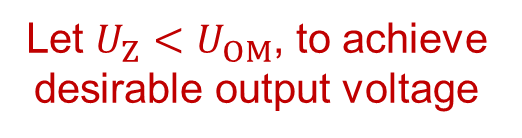 Let U_Z < U_OM, to achieve
desirable output voltage